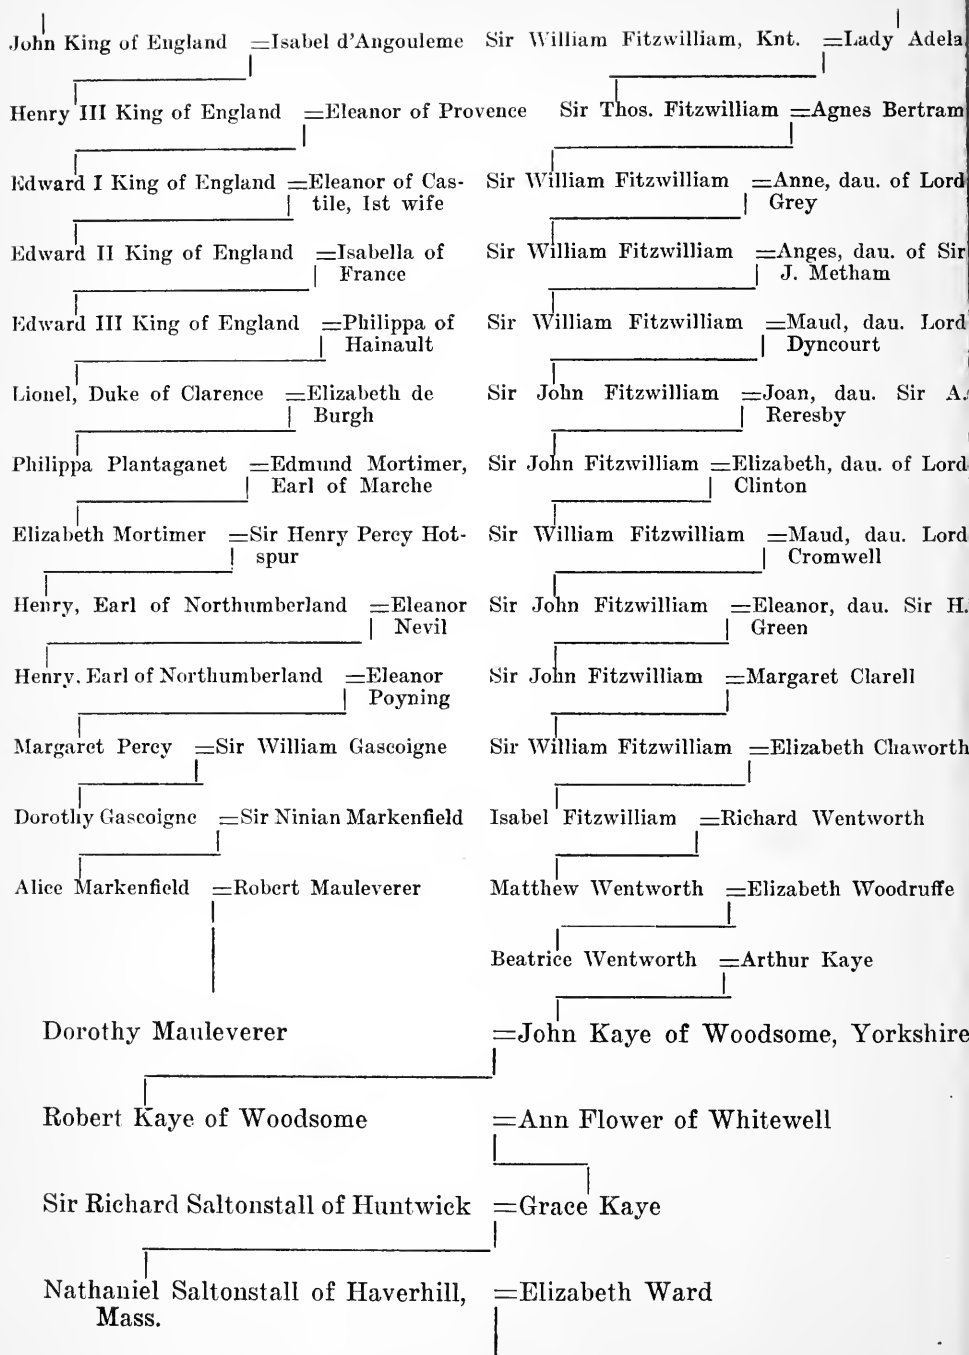 John King of England =Isabel d'Angouleme
Henry III King of England =Eleanor of Provence
Edward I King of England =Eleanor of Cas-
tile, Ist wife
Edward II King of England =Isabella of
France
Edward III King of England =Philippa of
Hainault
Lionel, Duke of Clarence =Elizabeth de
Burgh
Philippa Plantaganet =Edmund Mortimer,
Earl of Marche
Elizabeth Mortimer =Sir Henry Percy Hot-
spur
Henry, Earl of Northumberland =Eleanor
Nevil
Henry, Earl of Northumberland =Eleanor
Poyning
Margaret Percy =Sir William Gascoigne
Dorothy Gascoigne =Sir Ninian Markenfield
Alice Markenfield =Robert Mauleverer
Sir William Fitzwilliam, Knt. =Lady Adela
Sir Thos. Fitzwilliam =Agnes Bertram
Sir William Fitzwilliam =Anne, dau. of Lord
Grey
Sir William Fitzwilliam =Anges, dau. of Sir
J. Metham
Sir William Fitzwilliam =Maud, dau. Lord
Dyncourt
Sir John Fitzwilliam =Joan, dau. Sir A.
Reresby
Sir John Fitzwilliam =Elizabeth, dau. of Lord
Clinton
Sir William Fitzwilliam =Maud, dau. Lord
Cromwell
Sir John Fitzwilliam =Eleanor, dau. Sir H.
Green
Sir John Fitzwilliam =Margaret Clarell
Sir William Fitzwilliam =Elizabeth Chaworth
Isabel Fitzwilliam =Richard Wentworth
Matthew Wentworth =Elizabeth Woodruffe
Beatrice Wentworth =Arthur Kaye
Dorothy Mauleverer =John Kaye of Woodsome, Yorkshire
Robert Kaye of Woodsome =Ann Flower of Whitewell
Sir Richard Saltonstall of Huntwick =Grace Kaye
Nathaniel Saltonstall of Haverhill, =Elizabeth Ward
Mass.